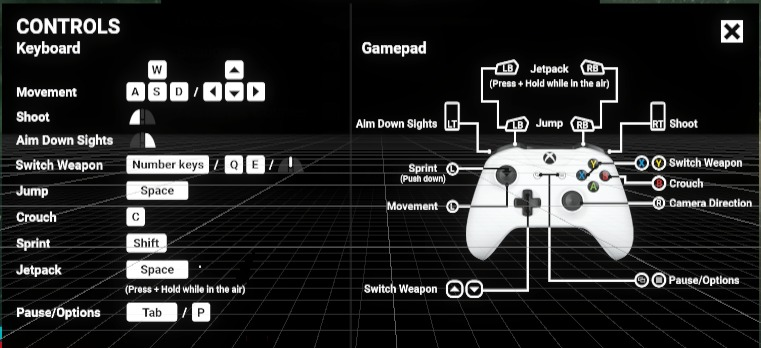 CONTROLS
Keyboard
W
Movement A S D /
Shoot
Aim Down Sights
Switch Weapon Number keys / Q E /
Jump Space
Crouch C
Sprint Shift
Jetpack Space
(Press + Hold while in the air)
Pause/Options Tab / P
Gamepad
LB Jetpack RB
(Press + Hold while in the air)
Aim Down Sights LT LB Jump RB RT Shoot
Sprint L
(Push down)
Movement L
Switch Weapon
Y
X B
A
X Y Switch Weapon
B Crouch
R Camera Direction
Pause/Options